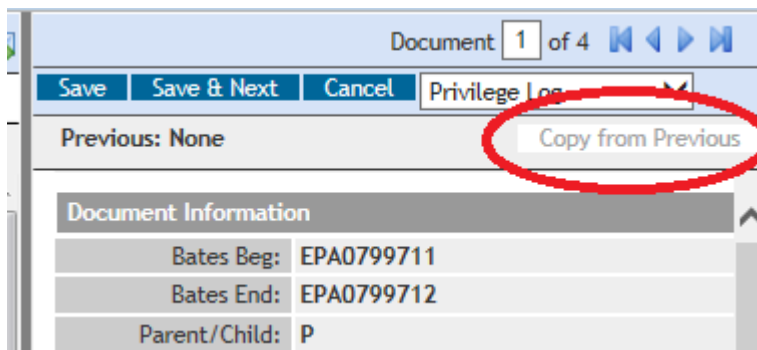 Document 1 of 4
Save Save & Next Cancel Privilege Log
Previous: None Copy from Previous
Document Information
Bates Beg: EPA0799711
Bates End: EPA0799712
Parent/Child: P